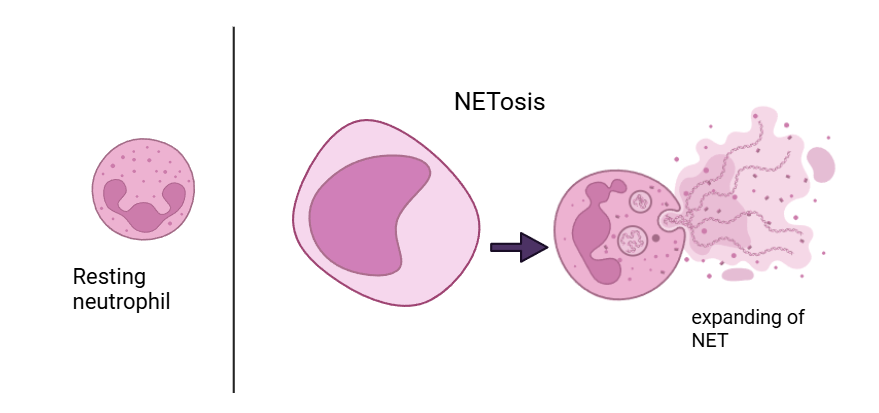 NETosis
Resting
neutrophil
expanding of
NET